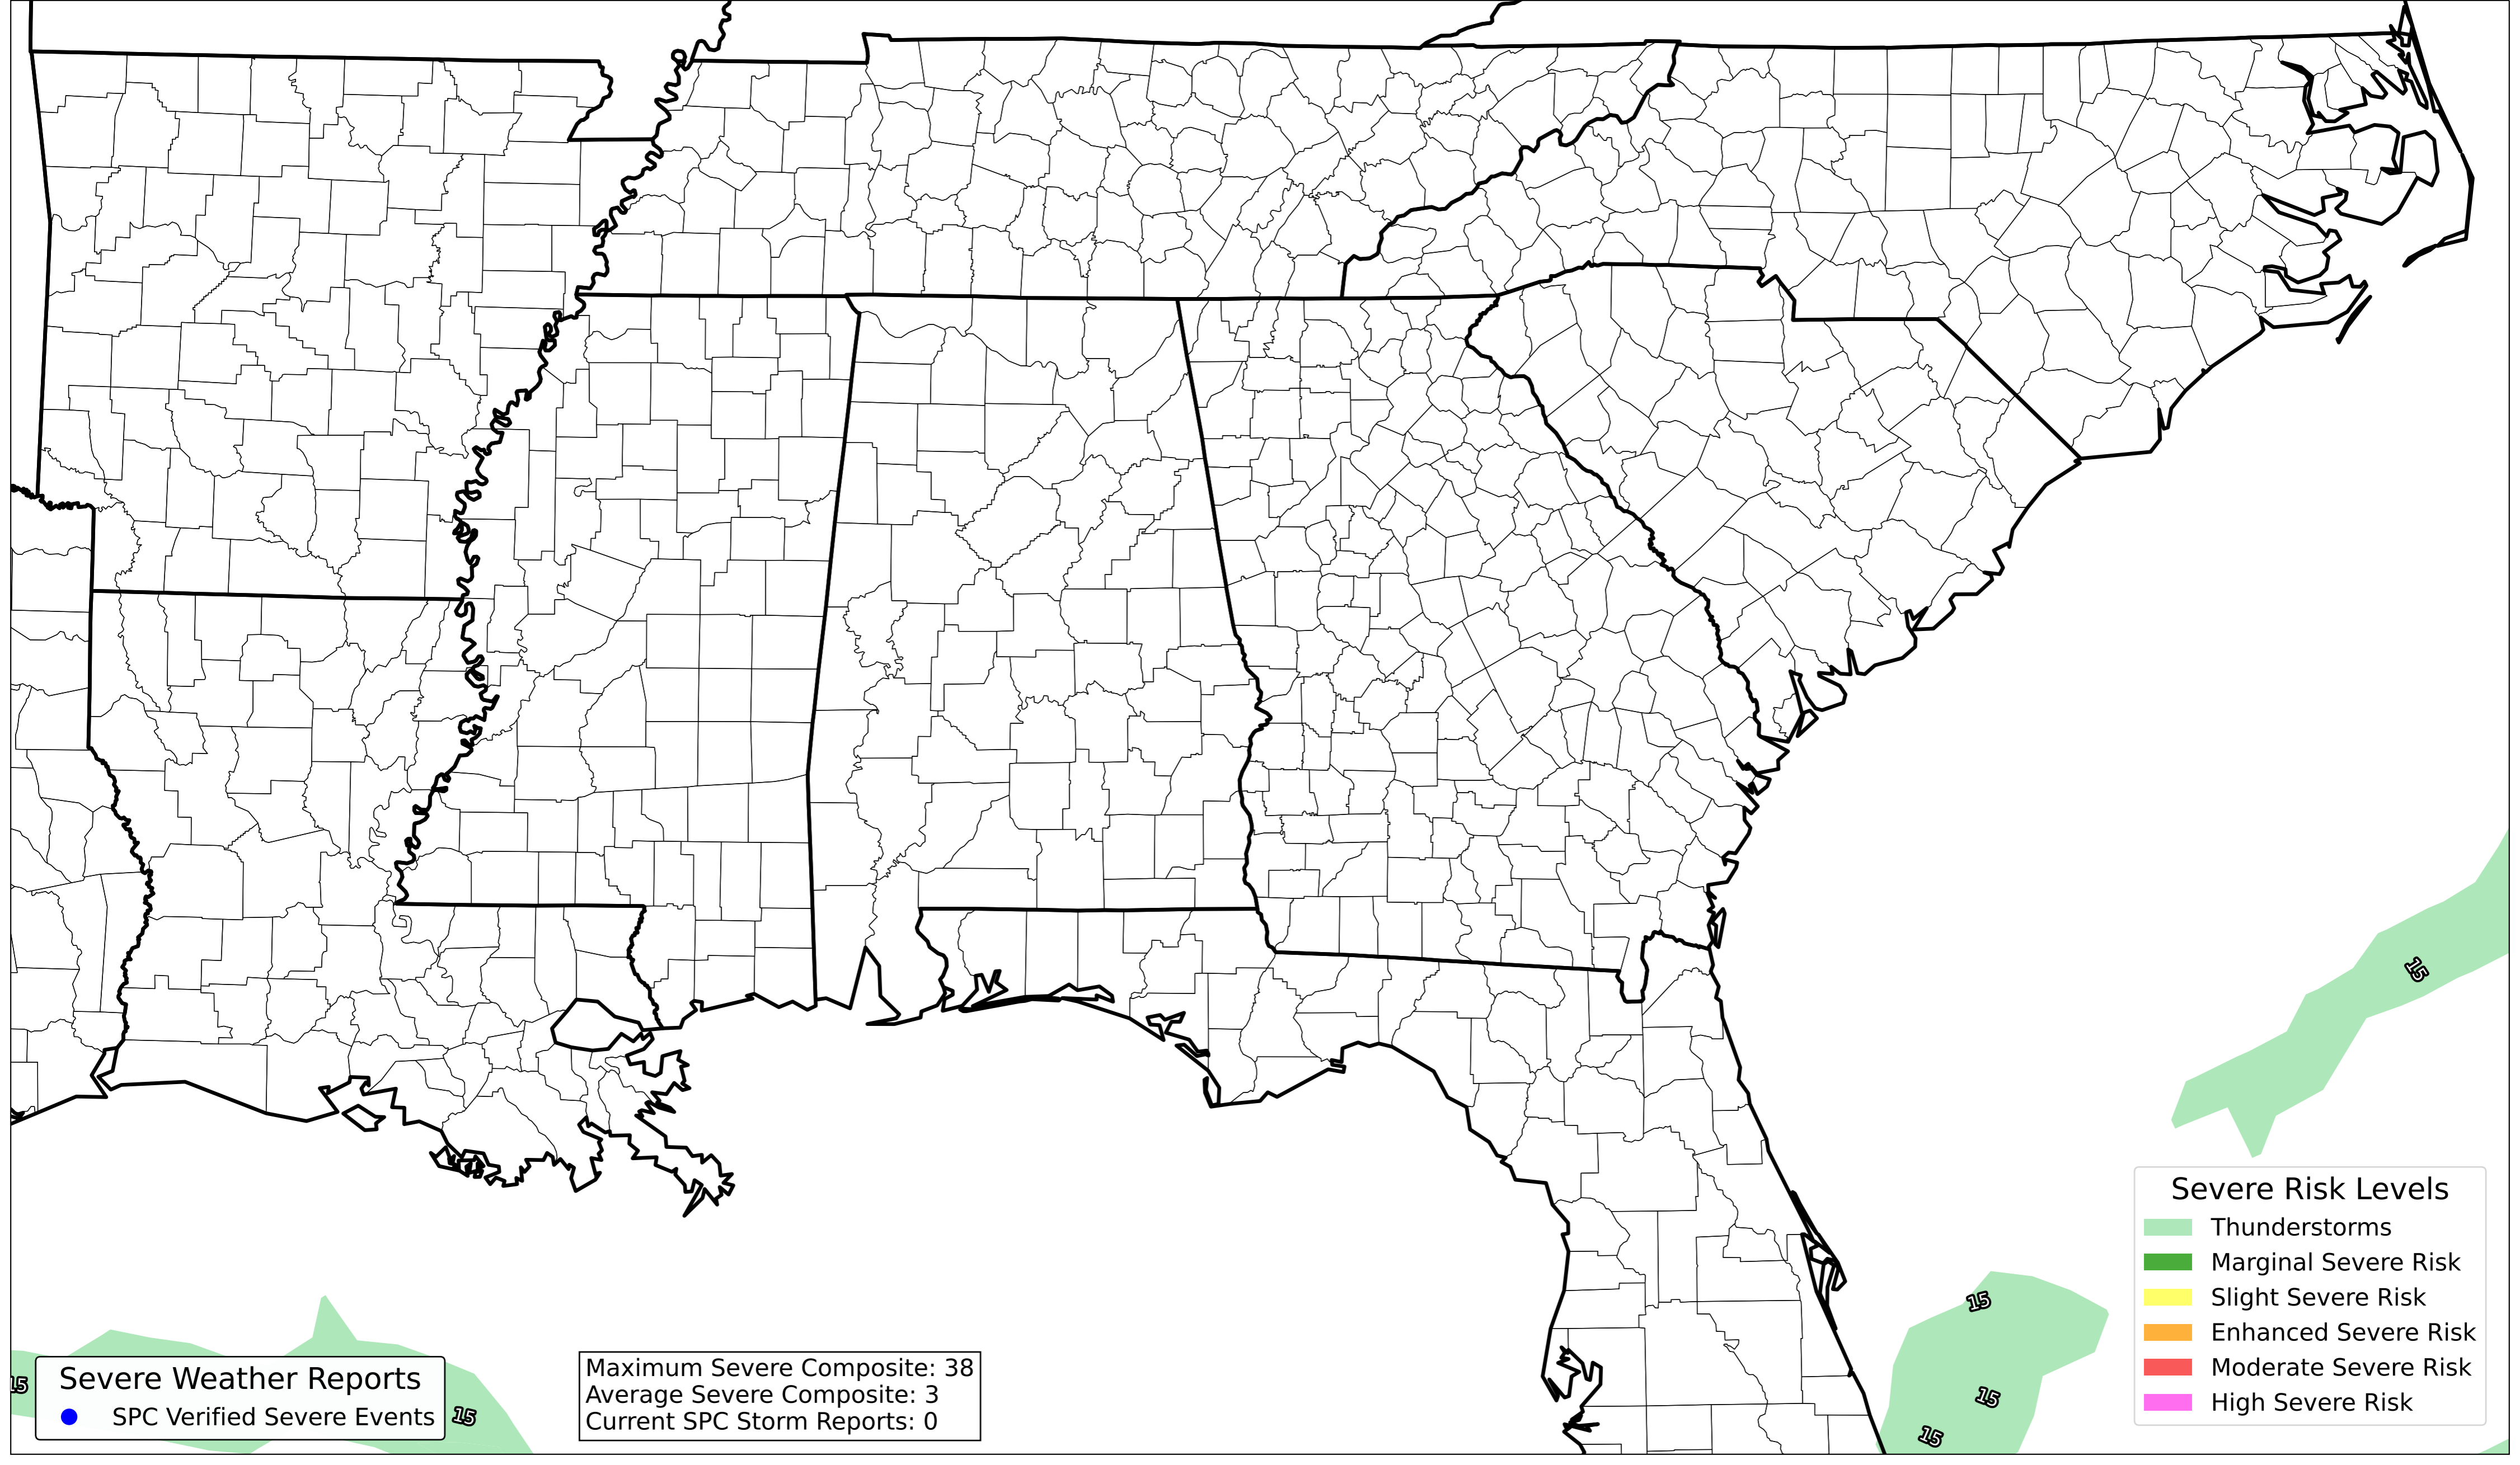 15
15
Severe Risk Levels
Thunderstorms
Marginal Severe Risk
Slight Severe Risk
Enhanced Severe Risk
Moderate Severe Risk
High Severe Risk
15
15
15
15
Severe Weather Reports
SPC Verified Severe Events
Maximum Severe Composite: 38
Average Severe Composite: 3
Current SPC Storm Reports: 0